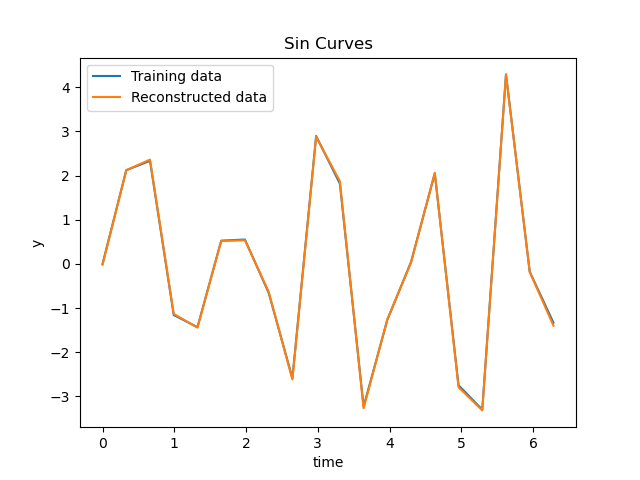 Sin Curves
Training data
Reconstructed data
4
3
2
1
0
−1
−2
−3
y
0 1 2 3 4 5 6
time